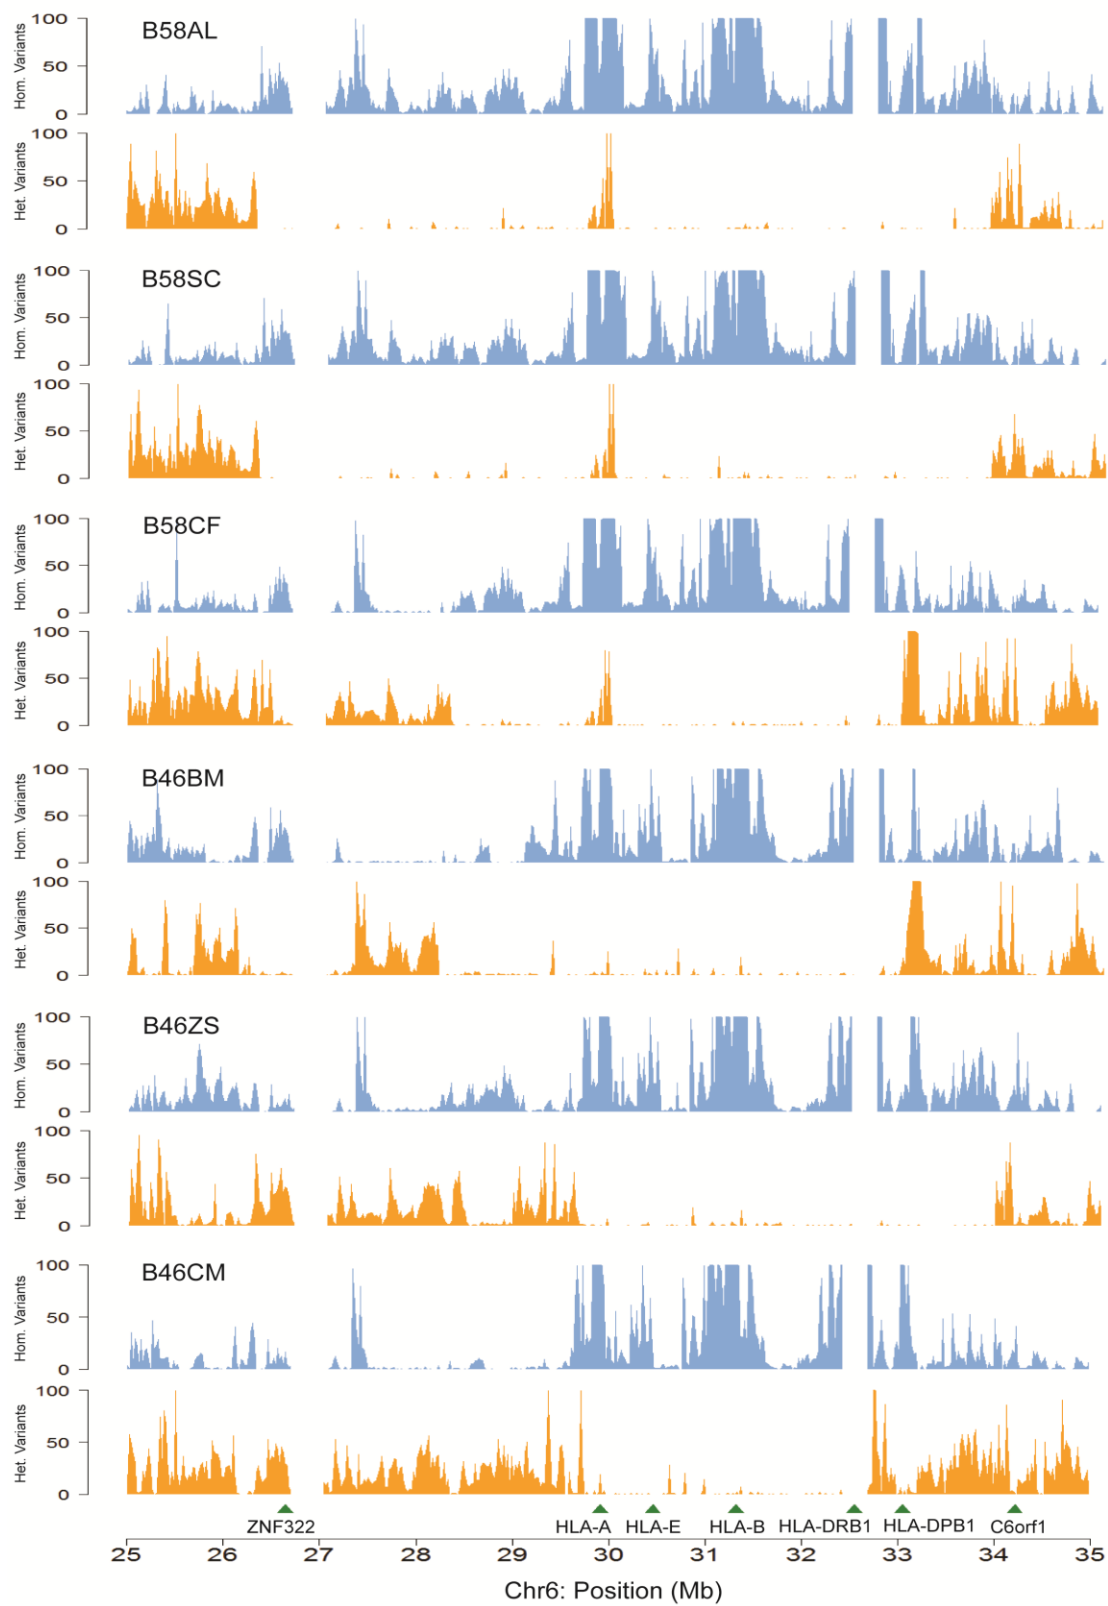 B58AL
Hom. Variants
100
50
0
Het. Variants
100
50
0
B58SC
Hom. Variants
100
50
0
Het. Variants
100
50
0
B58CF
Hom. Variants
100
50
0
Het. Variants
100
50
0
B46BM
Hom. Variants
100
50
0
Het. Variants
100
50
0
B46ZS
Hom. Variants
100
50
0
Het. Variants
100
50
0
B46CM
Hom. Variants
100
50
0
Het. Variants
100
50
0
ZNF322 HLA-A HLA-E HLA-B HLA-DRB1 HLA-DPB1 C6orf1
25 26 27 28 29 30 31 32 33 34 35
Chr6: Position (Mb)